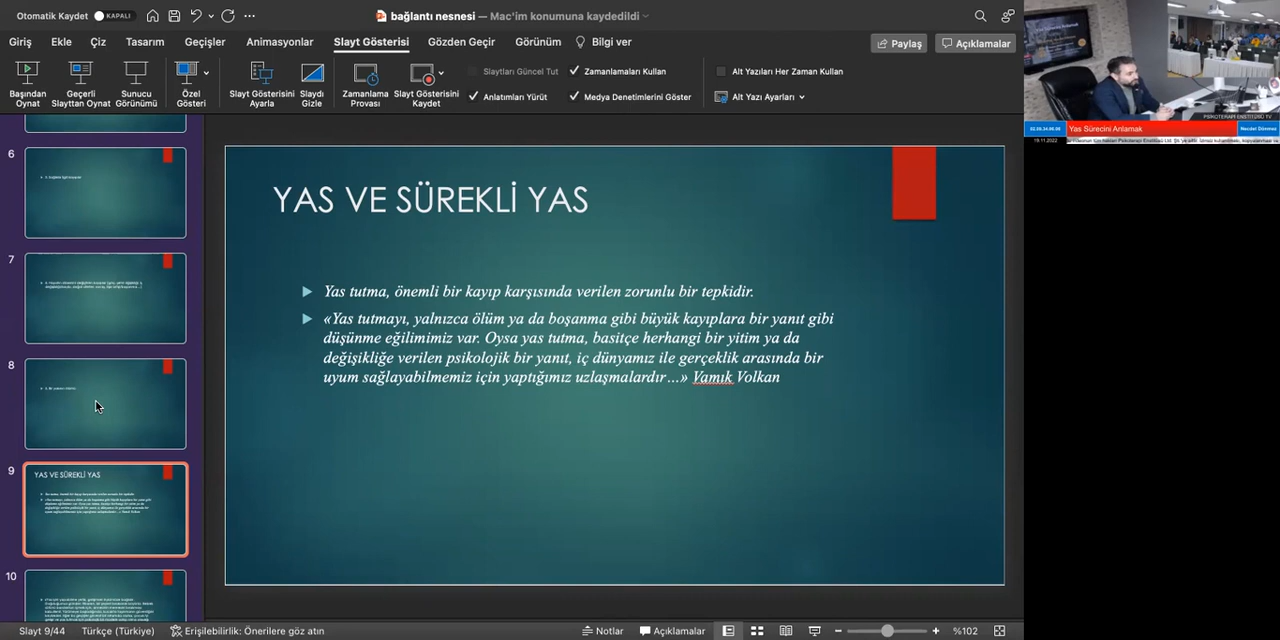 Otomatik Kaydet KAPALI
bağlantı nesnesi — Mac'im konumuna kaydedildi
Giriş Ekle Çiz Tasarım Geçişler Animasyonlar Slayt Gösterisi Gözden Geçir Görünüm Bilgi ver
Paylaş Açıklamalar
Başından Oynat
Geçerli Slayttan Oynat
Sunucu Görünümü
Özel Gösteri
Slayt Gösterisini Ayarla
Slaydı Gizle
Zamanlama Provası
Slayt Gösterisini Kaydet
Slaytları Güncel Tut
Zamanlamaları Kullan
Anlatımları Yürüt
Medya Denetimlerini Göster
Alt Yazıları Her Zaman Kullan
Alt Yazı Ayarları
6
7
8
9
YAS VE SÜREKLİ YAS
10
YAS VE SÜREKLİ YAS
Yas tutma, önemli bir kayıp karşısında verilen zorunlu bir tepkidir.
«Yas tutmayı, yalnızca ölüm ya da boşanma gibi büyük kayıplara bir yanıt gibi
düşünme eğilimimiz var. Oysa yas tutma, basitçe herhangi bir yitim ya da
değişikliğe verilen psikolojik bir yanıt, iç dünyamız ile gerçeklik arasında bir
uyum sağlayabilmemiz için yaptığımız uzlaşmalardır…» Vamık Volkan
PSİKOTERAPİ ENSTİTÜSÜ TV
Yas Sürecini Anlamak
19.11.2022
Slayt 9/44 Türkçe (Türkiye) Erişilebilirlik: Önerilere göz atın
Notlar Açıklamalar %102